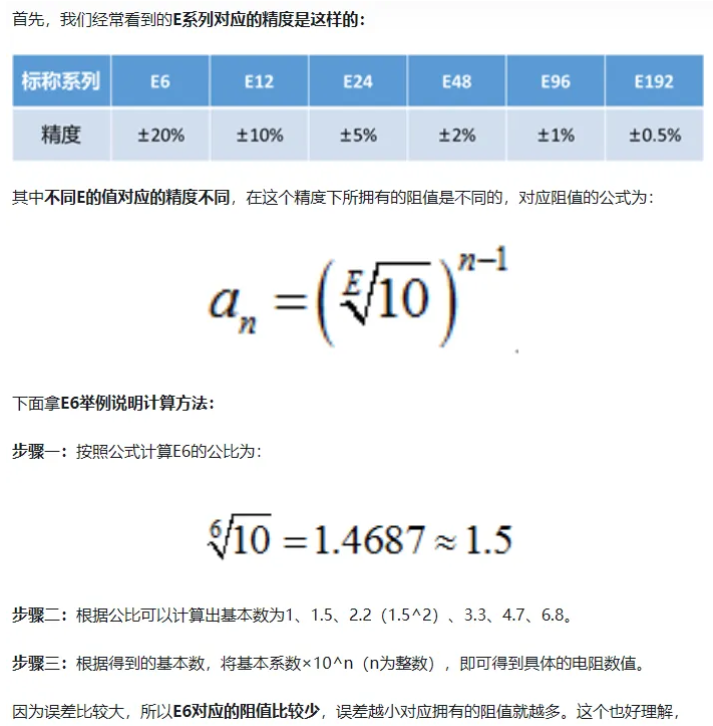 首先，我们经常看到的E系列对应的精度是这样的：
标称系列 E6 E12 E24 E48 E96 E192
精度 ±20% ±10% ±5% ±2% ±1% ±0.5%
其中不同E的值对应的精度不同，在这个精度下所拥有的阻值是不同的，对应阻值的公式为：
aₙ = (ᴱ√10)ⁿ⁻¹
下面拿E6举例说明计算方法：
步骤一：按照公式计算E6的公比为：
⁶√10 = 1.4687 ≈ 1.5
步骤二：根据公比可以计算出基本数为1、1.5、2.2（1.5^2）、3.3、4.7、6.8。
步骤三：根据得到的基本数，将基本系数×10^n（n为整数），即可得到具体的电阻数值。
因为误差比较大，所以E6对应的阻值比较少，误差越小对应拥有的阻值就越多。这个也好理解，